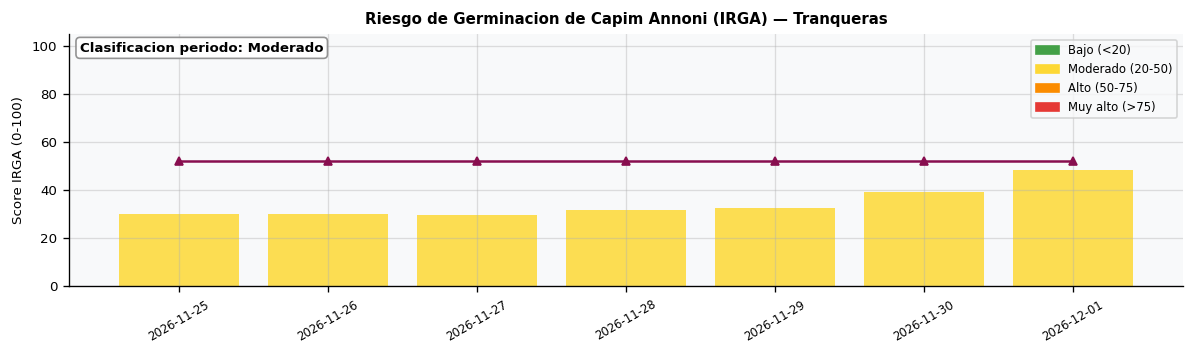 Riesgo de Germinacion de Capim Annoni (IRGA) — Tranqueras
Clasificacion periodo: Moderado
Bajo (<20)
Moderado (20-50)
Alto (50-75)
Muy alto (>75)
Score IRGA (0-100)
100
80
60
40
20
0
2026-11-25
2026-11-26
2026-11-27
2026-11-28
2026-11-29
2026-11-30
2026-12-01